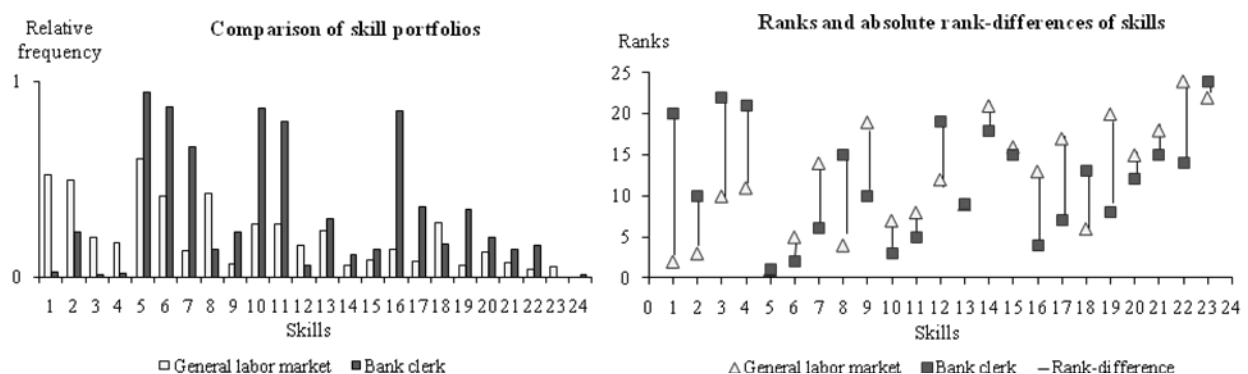 Comparison of skill portfolios
Relative
frequency
1
0
1 2 3 4 5 6 7 8 9 10 11 12 13 14 15 16 17 18 19 20 21 22 23 24
Skills
General labor market Bank clerk
Ranks and absolute rank-differences of skills
Ranks
25
20
15
10
5
0
0 1 2 3 4 5 6 7 8 9 10 11 12 13 14 15 16 17 18 19 20 21 22 23 24
Skills
General labor market Bank clerk Rank-difference